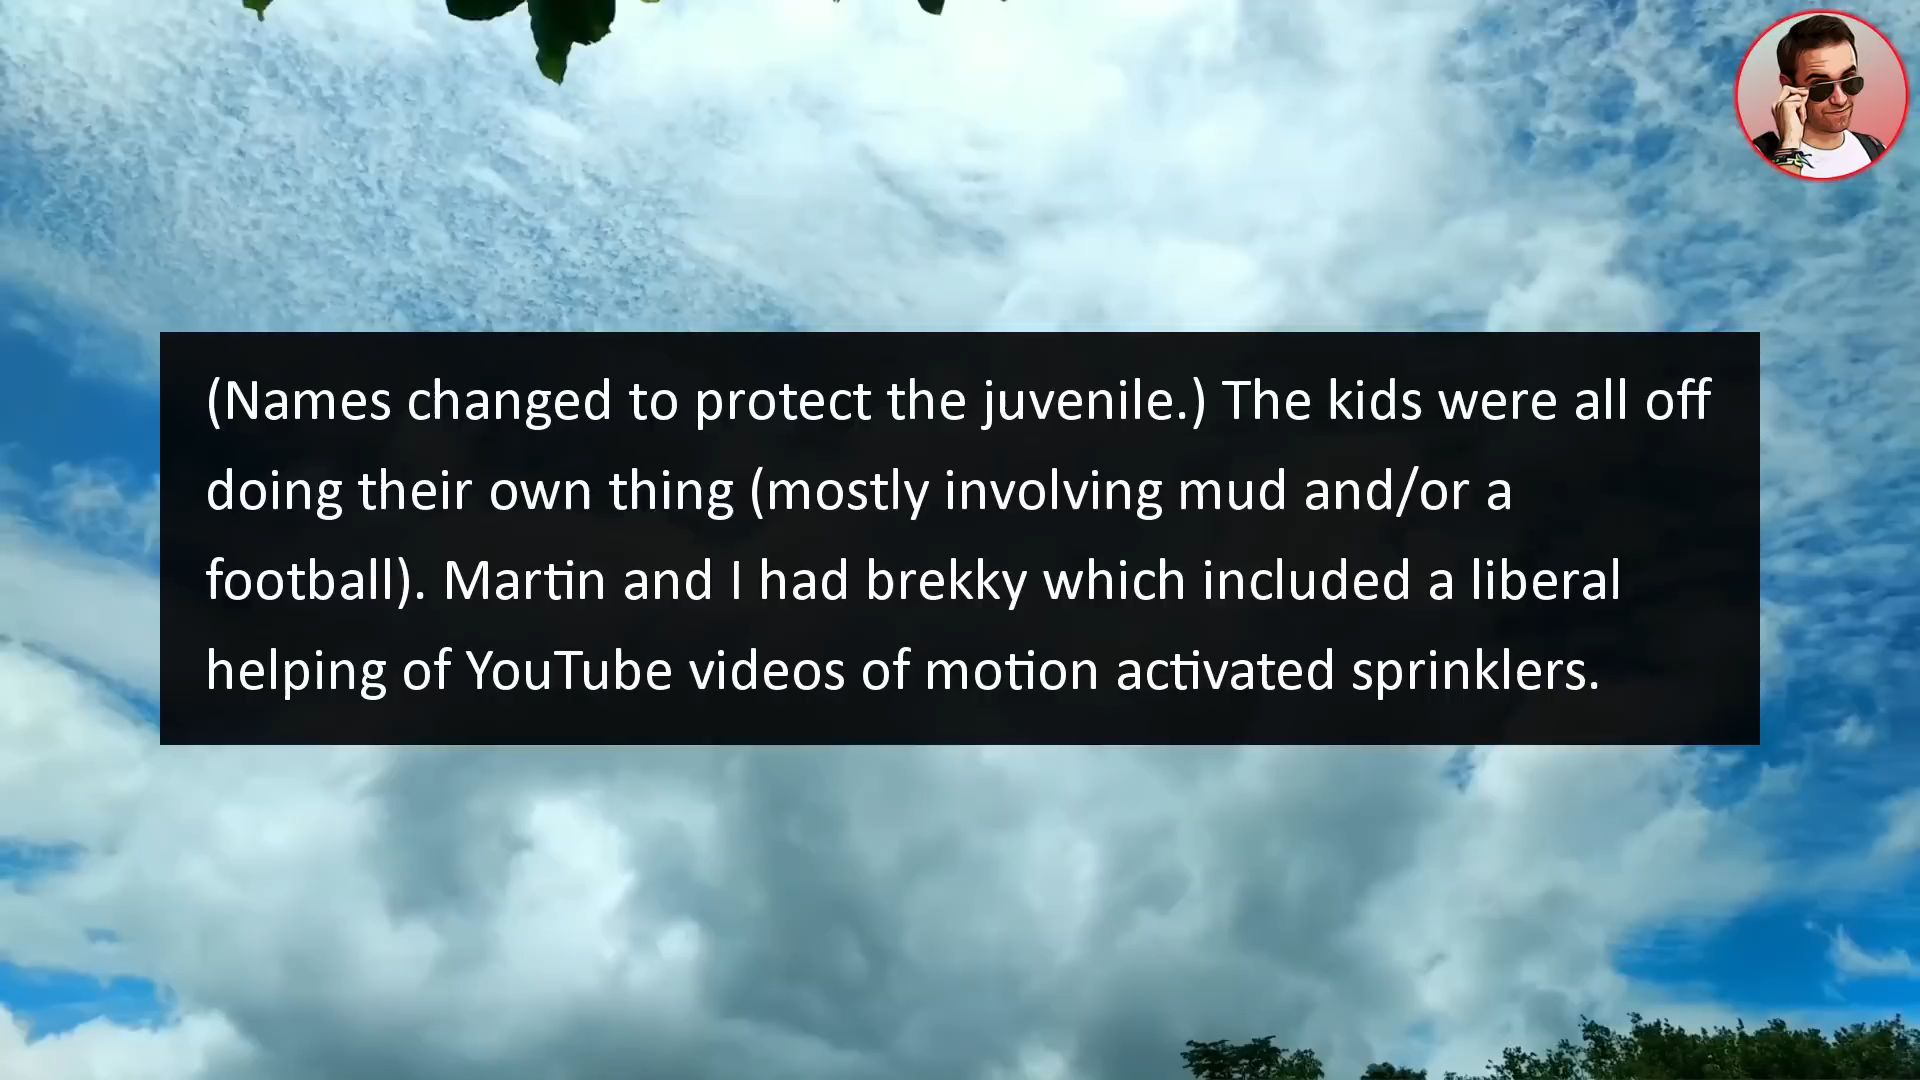 (Names changed to protect the juvenile.) The kids were all off
doing their own thing (mostly involving mud and/or a
football). Martin and I had brekky which included a liberal
helping of YouTube videos of motion activated sprinklers.